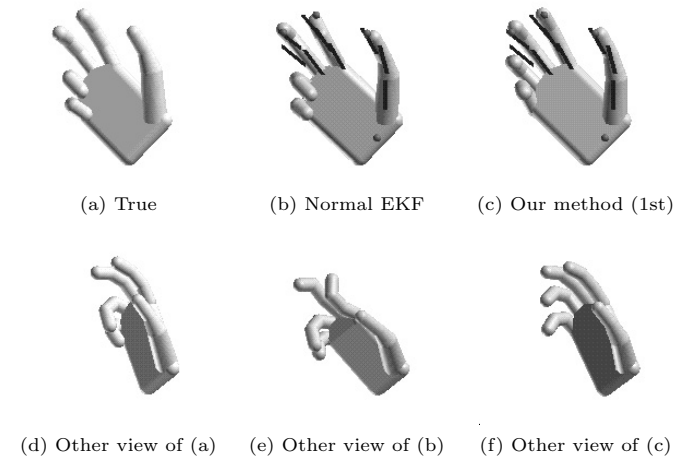 (a) True
(b) Normal EKF
(c) Our method (1st)
(d) Other view of (a)
(e) Other view of (b)
(f) Other view of (c)